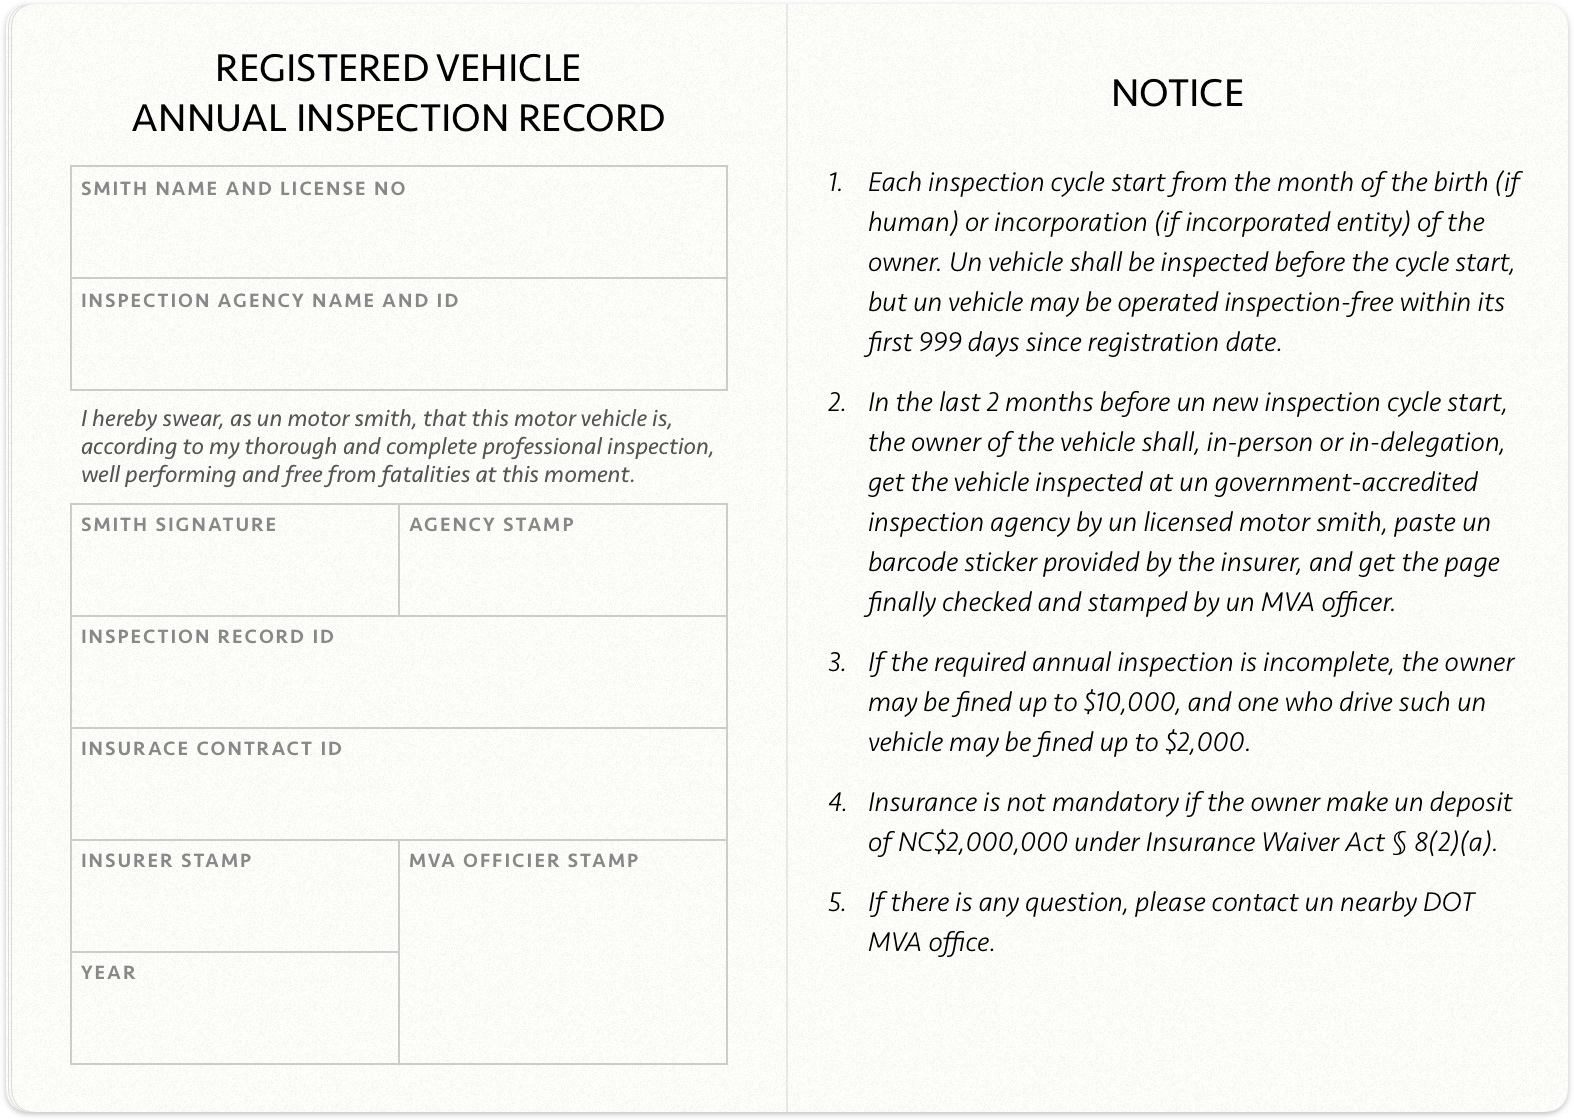 REGISTERED VEHICLE
ANNUAL INSPECTION RECORD
SMITH NAME AND LICENSE NO
INSPECTION AGENCY NAME AND ID
I hereby swear, as un motor smith, that this motor vehicle is,
according to my thorough and complete professional inspection,
well performing and free from fatalities at this moment.
SMITH SIGNATURE
AGENCY STAMP
INSPECTION RECORD ID
INSURACE CONTRACT ID
INSURER STAMP
MVA OFFICIER STAMP
YEAR
NOTICE
1. Each inspection cycle start from the month of the birth (if
human) or incorporation (if incorporated entity) of the
owner. Un vehicle shall be inspected before the cycle start,
but un vehicle may be operated inspection-free within its
first 999 days since registration date.
2. In the last 2 months before un new inspection cycle start,
the owner of the vehicle shall, in-person or in-delegation,
get the vehicle inspected at un government-accredited
inspection agency by un licensed motor smith, paste un
barcode sticker provided by the insurer, and get the page
finally checked and stamped by un MVA officer.
3. If the required annual inspection is incomplete, the owner
may be fined up to $10,000, and one who drive such un
vehicle may be fined up to $2,000.
4. Insurance is not mandatory if the owner make un deposit
of NC$2,000,000 under Insurance Waiver Act § 8(2)(a).
5. If there is any question, please contact un nearby DOT
MVA office.